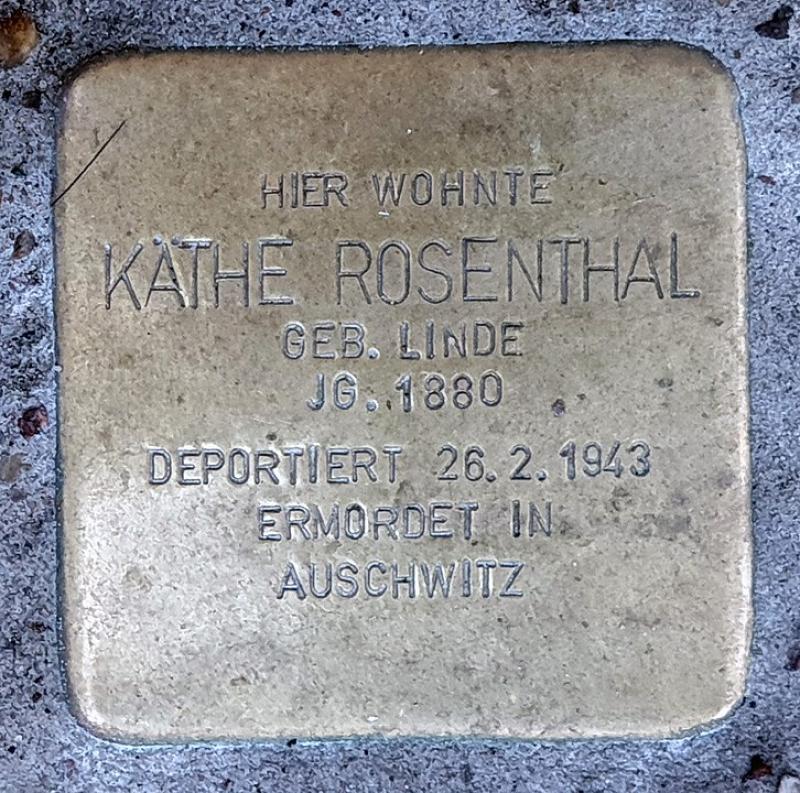 HIER WOHNTE
KÄTHE ROSENTHAL
GEB. LINDE
JG. 1880
DEPORTIERT 26.2.1943
ERMORDET IN
AUSCHWITZ